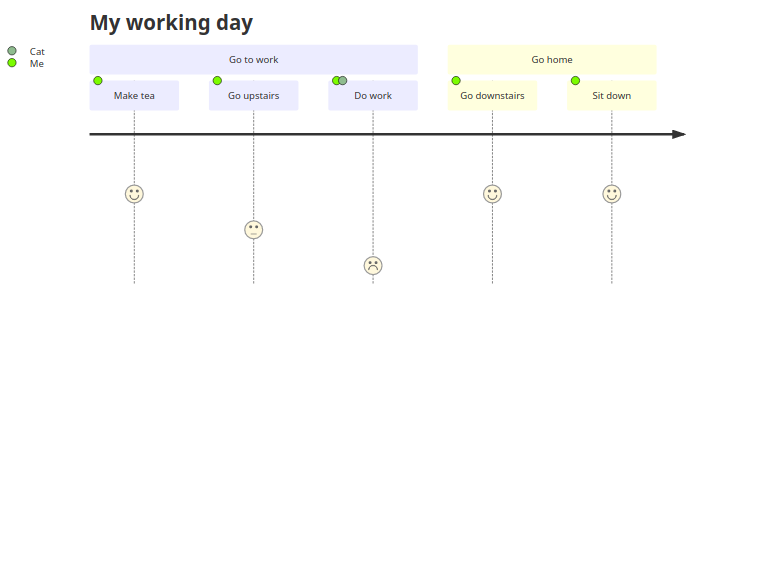 My working day
Cat
Me
Go to work
Go home
Make tea
Go upstairs
Do work
Go downstairs
Sit down